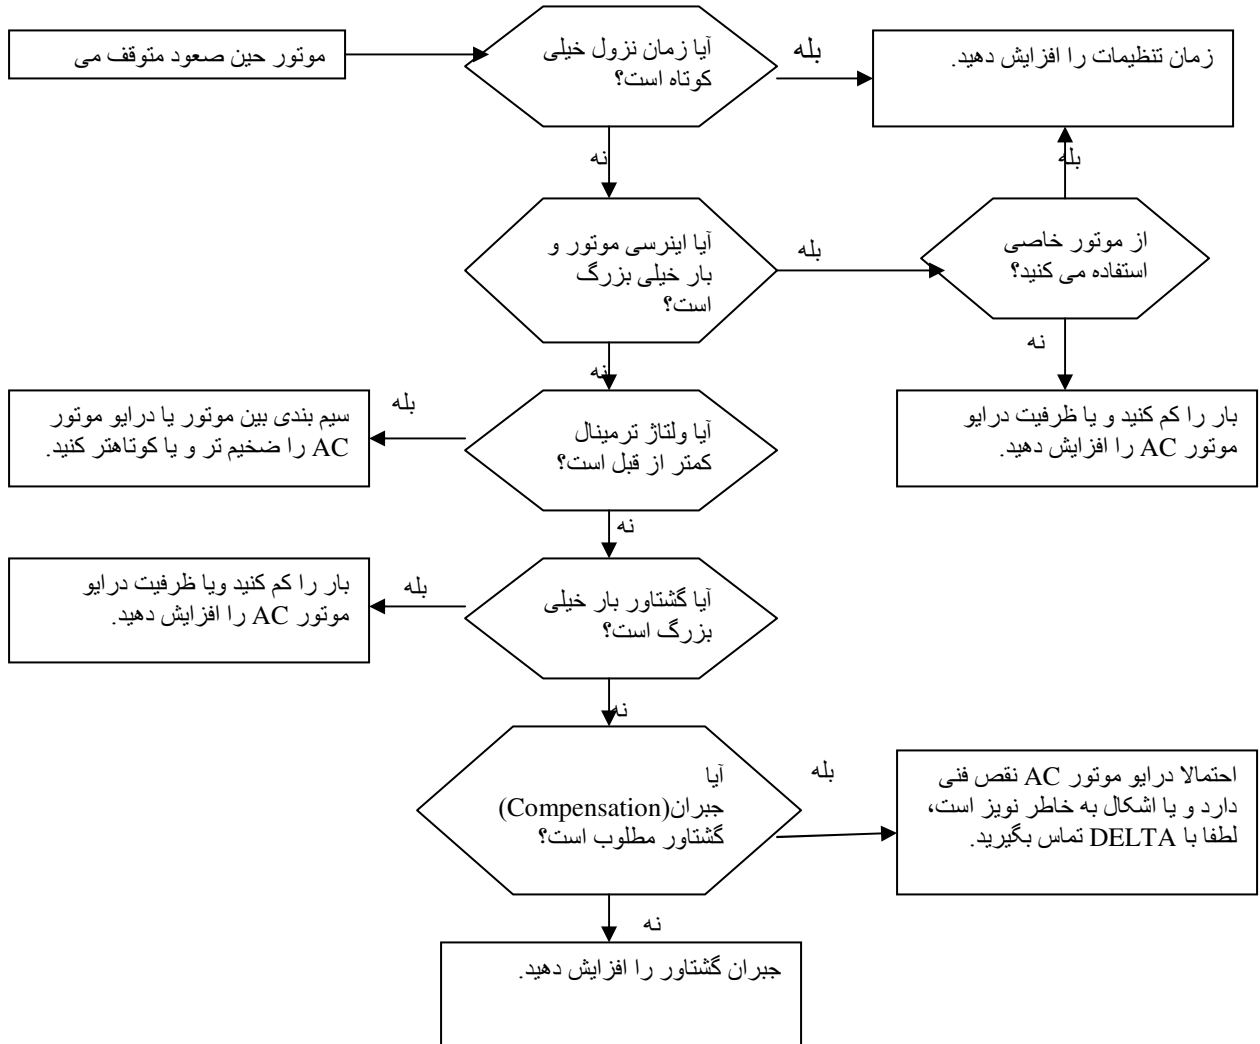 موتور حین صعود متوقف می
آیا زمان نزول خیلی
کوتاه است؟
بله
زمان تنظیمات را افزایش دهید.
نه
بله
آیا اینرسی موتور و
بار خیلی بزرگ
است؟
بله
از موتور خاصی
استفاده می کنید؟
نه
نه
بار را کم کنید و یا ظرفیت درایو
موتور AC را افزایش دهید.
آیا ولتاژ ترمینال
کمتر از قبل است؟
بله
سیم بندی بین موتور یا درایو موتور
AC را ضخیم تر و یا کوتاهتر کنید.
نه
آیا گشتاور بار خیلی
بزرگ است؟
بله
بار را کم کنید ویا ظرفیت درایو
موتور AC را افزایش دهید.
نه
آیا
جبران(Compensation)
گشتاور مطلوب است؟
بله
احتمالا درایو موتور AC نقص فنی
دارد و یا اشکال به خاطر نویز است،
لطفا با DELTA تماس بگیرید.
نه
جبران گشتاور را افزایش دهید.